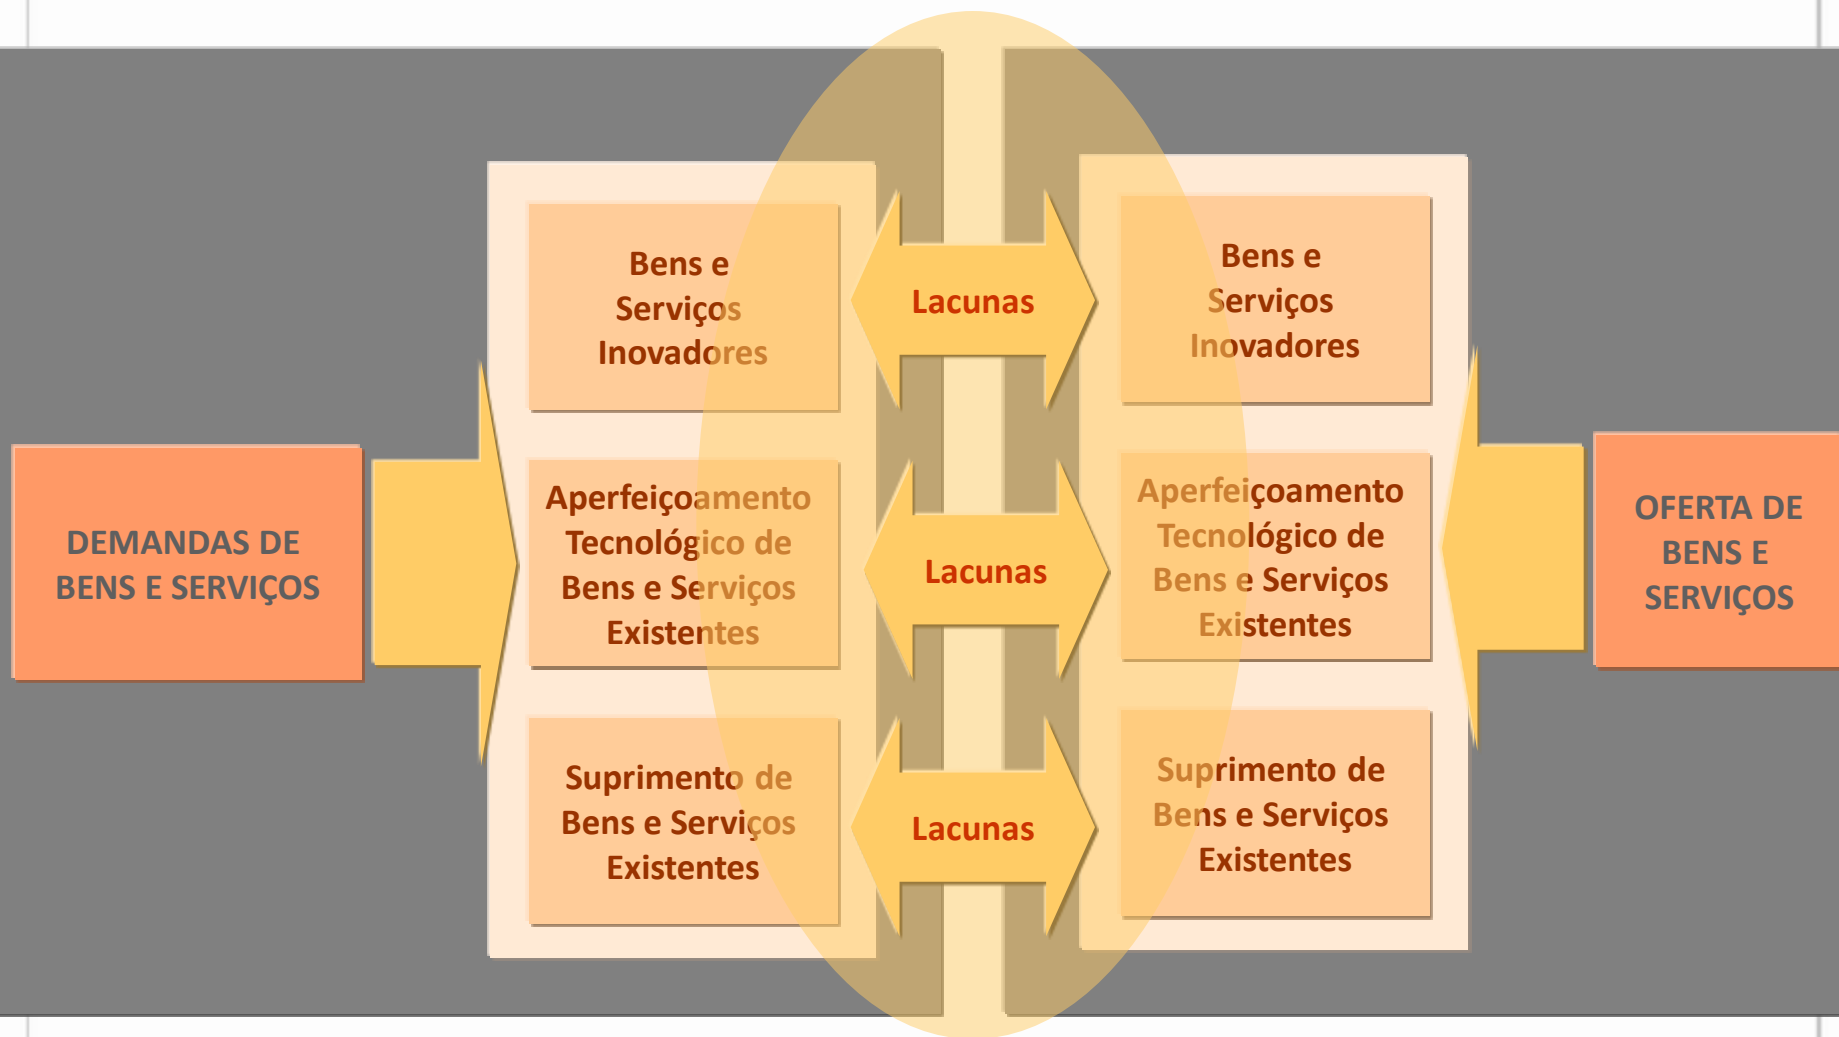 DEMANDAS DE
BENS E SERVIÇOS
Bens e
Serviços
Inovadores
Aperfeiçoamento
Tecnológico de
Bens e Serviços
Existentes
Suprimento de
Bens e Serviços
Existentes
Lacunas
Lacunas
Lacunas
Bens e
Serviços
Inovadores
Aperfeiçoamento
Tecnológico de
Bens e Serviços
Existentes
Suprimento de
Bens e Serviços
Existentes
OFERTA DE
BENS E
SERVIÇOS